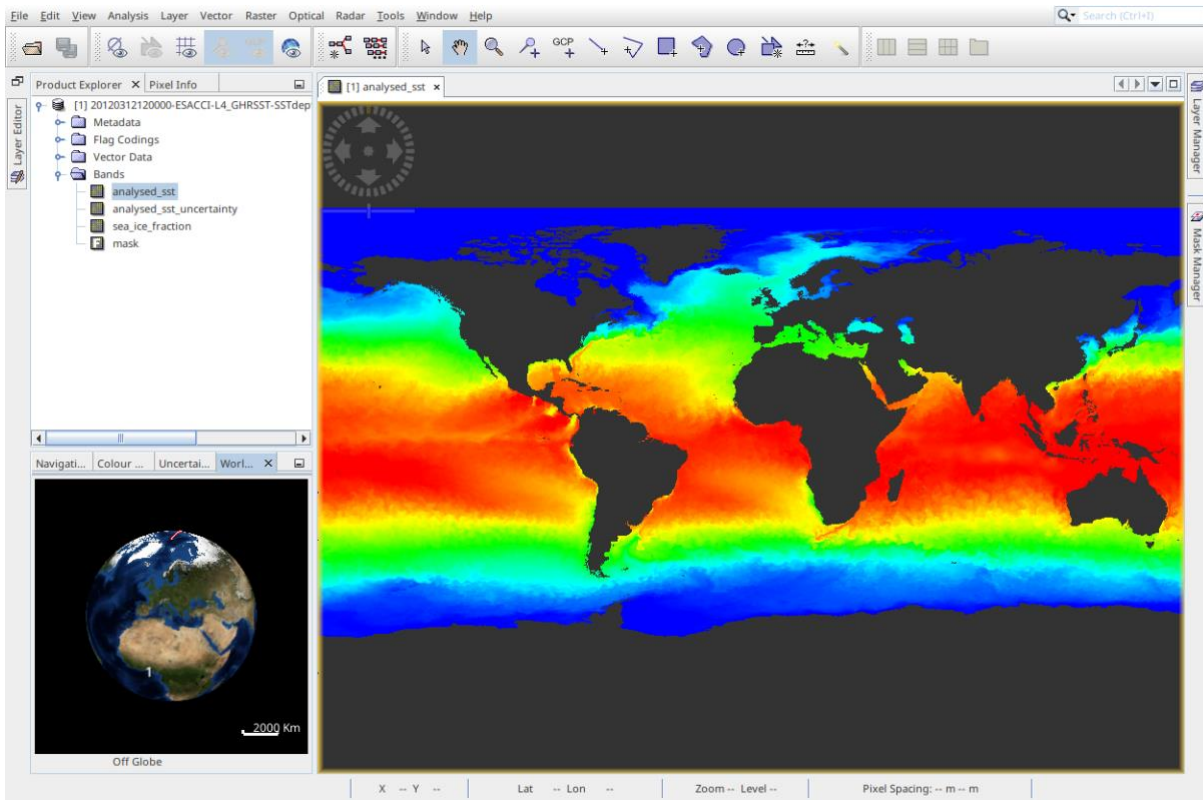 File Edit View Analysis Layer Vector Raster Optical Radar Tools Window Help
Search (Ctrl+I)
GCP
Product Explorer Pixel Info
[1] analysed_sst
Layer Editor
[1] 20120312120000-ESACCI-L4_GHRSST-SSTdep
Metadata
Flag Codings
Vector Data
Bands
analysed_sst
analysed_sst_uncertainty
sea_ice_fraction
F mask
Layer Manager
Mask Manager
Navigati... Colour ... Uncertai... Worl...
1
2000 Km
Off Globe
X -- Y -- Lat -- Lon -- Zoom -- Level -- Pixel Spacing: -- m -- m